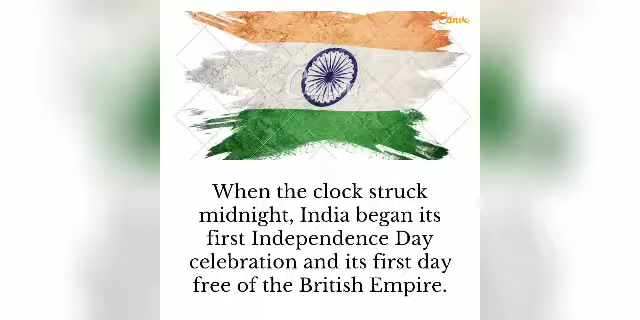 Canva
When the clock struck
midnight, India began its
first Independence Day
celebration and its first day
free of the British Empire.